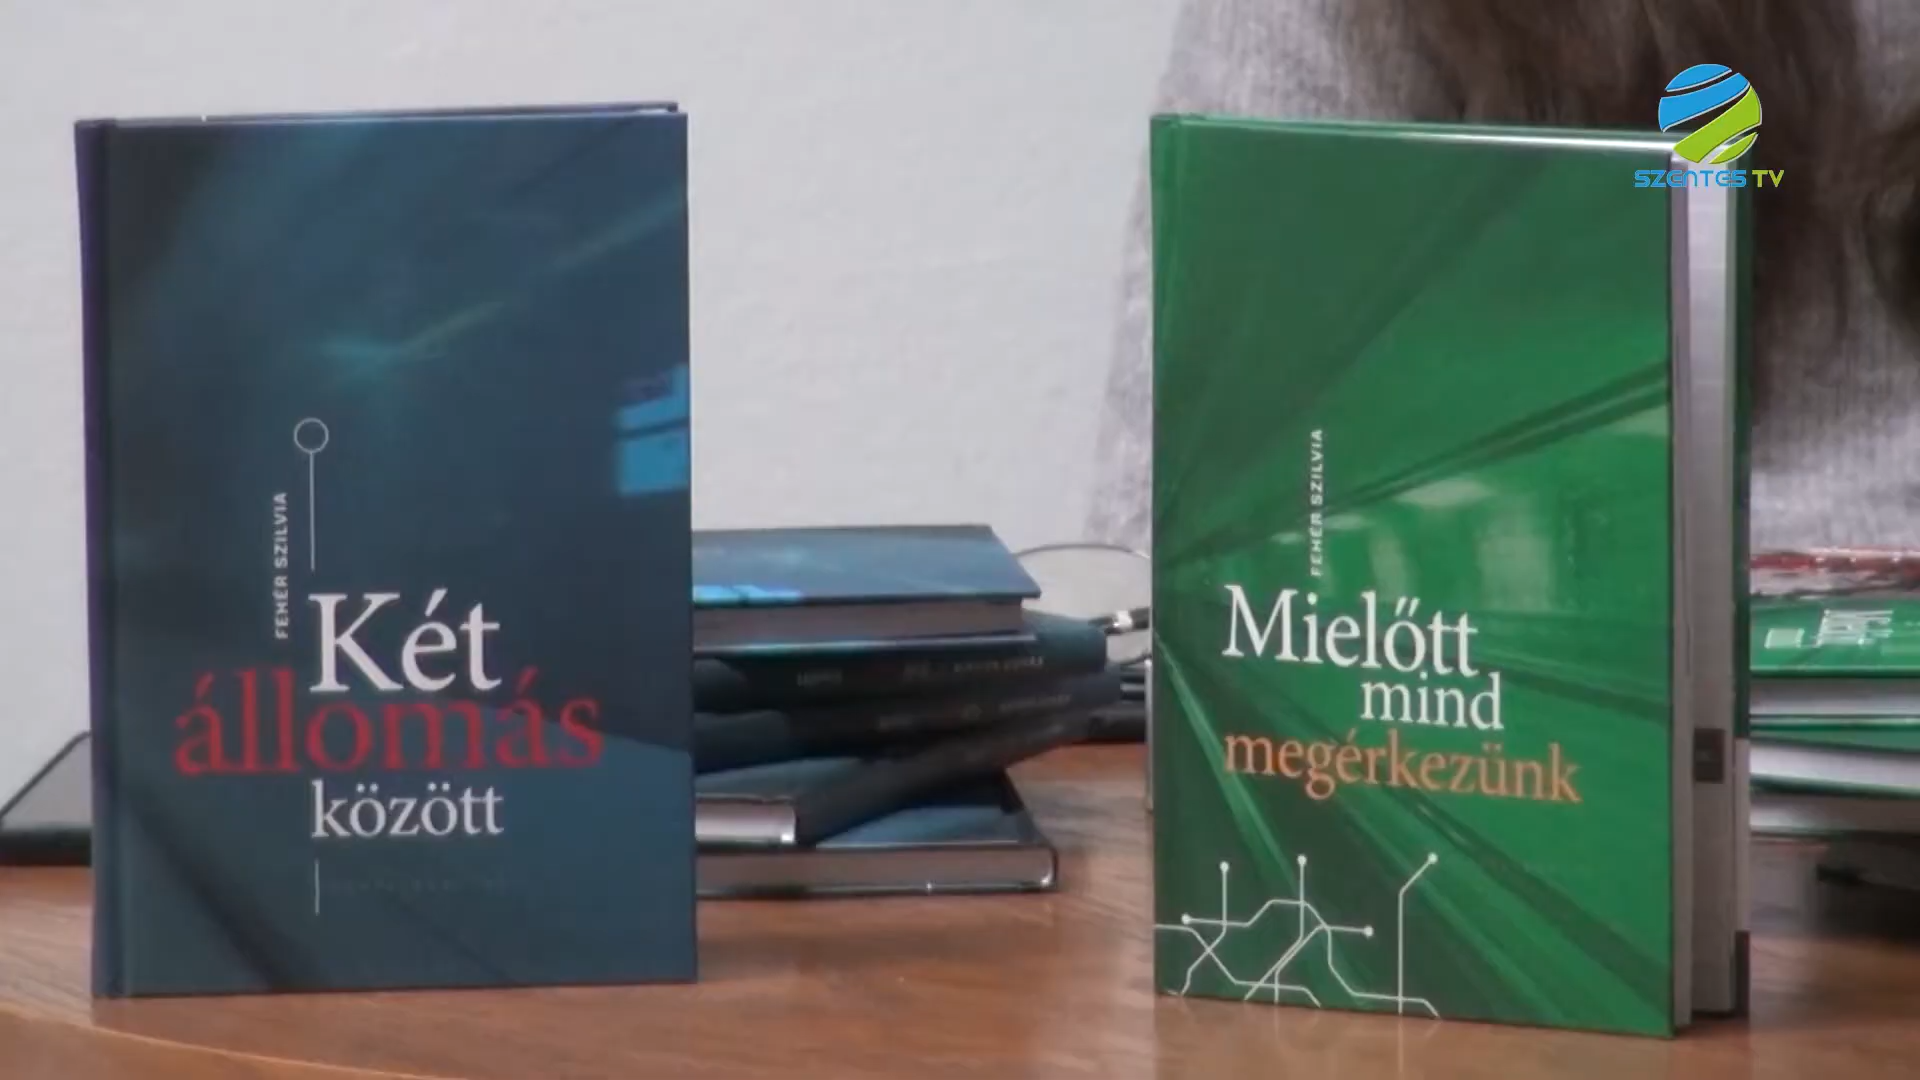 FEHÉR SZILVIA
Két
állomás
között
FEHÉR SZILVIA
Mielőtt
mind
megérkezünk
SZENTES TV